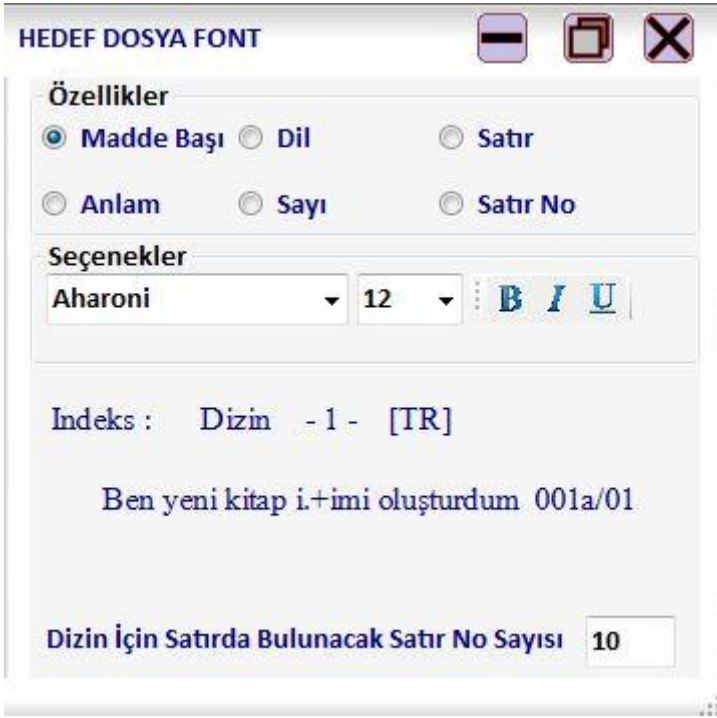 HEDEF DOSYA FONT
Özellikler
Madde Başı Dil Satır
Anlam Sayı Satır No
Seçenekler
Aharoni 12 B I U
Indeks : Dizin - 1 - [TR]
Ben yeni kitap i.+imi oluşturdum 001a/01
Dizin İçin Satırda Bulunacak Satır No Sayısı 10